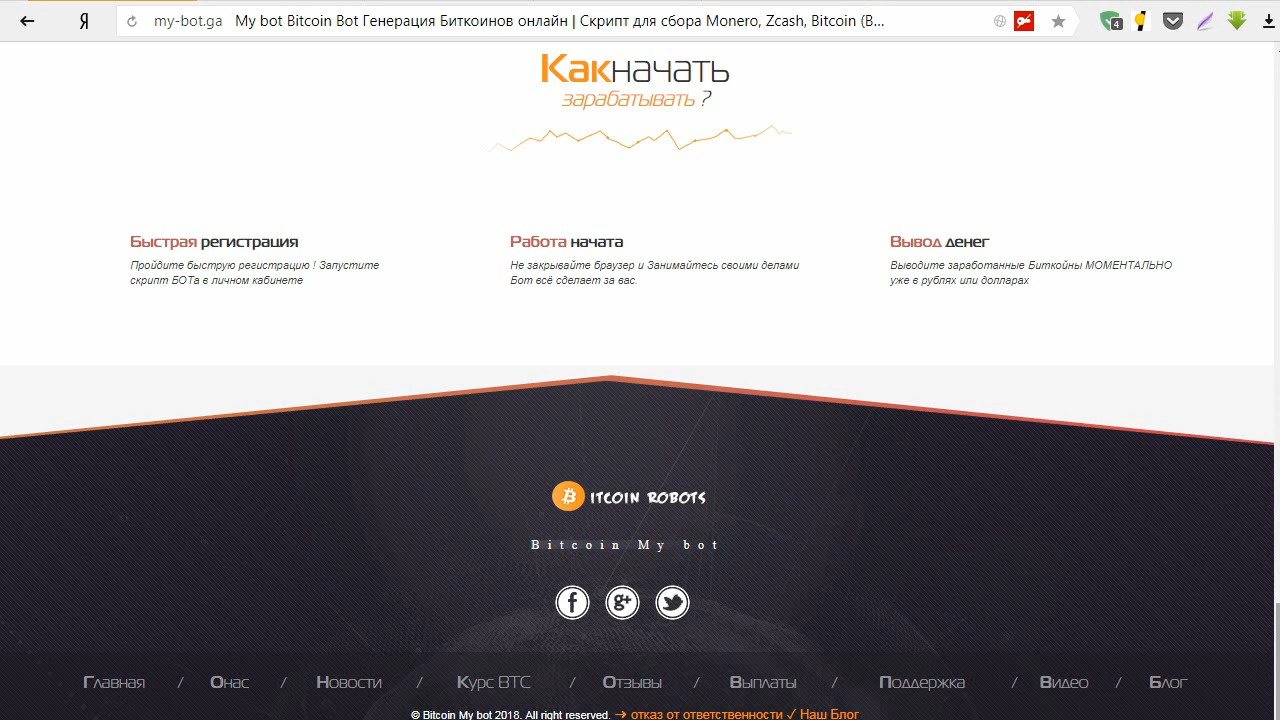 Я my-bot.ga My bot Bitcoin Bot Генерация Биткоинов онлайн | Скрипт для сбора Monero, Zcash, Bitcoin (B...
4
Какначать
зарабатывать ?
Быстрая регистрация
Пройдите быструю регистрацию ! Запустите
скрипт БОТа в личном кабинете
Работа начата
Не закрывайте браузер и Занимайтесь своими делами
Бот всё сделает за вас.
Вывод денег
Выводите заработанные Биткойны МОМЕНТАЛЬНО
уже в рублях или долларах
ITCOIN ROBOTS
Bitcoin My bot
f g+
Главная / Онас / Новости / Курс BTC / Отзывы / Выплаты / Поддержка / Видео / Блог
© Bitcoin My bot 2018. All right reserved. → отказ от ответственности ✓ Наш Блог